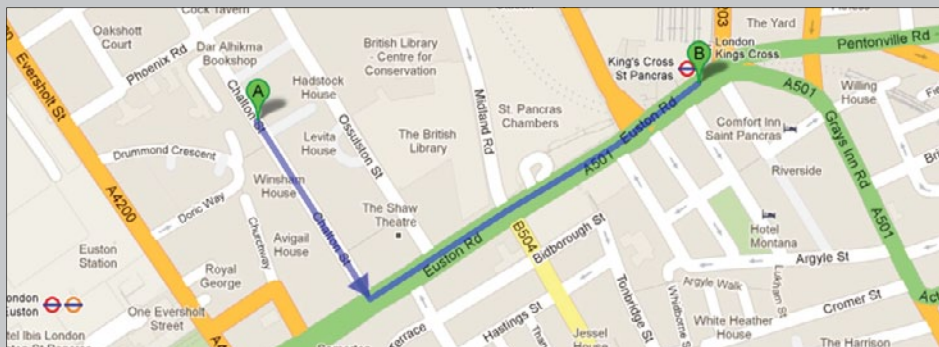 Cock Tavern
Oakshott
Court
Dar Alhikma
Bookshop
Phoenix Rd
Eversholt St
A
Chalton St
Hadstock
House
British Library
- Centre for
Conservation
Ossulston St
Levita
House
The British
Library
Midland Rd
St. Pancras
Chambers
King's Cross
St Pancras
B
London
Kings Cross
The Yard
Pentonville Rd
A501
Willing
House
Grays Inn Rd
Comfort Inn
Saint Pancras
Riverside
Drummond Crescent
A4200
Winsham
House
Chalton St
Doric Way
Churchway
Avigail
House
The Shaw
Theatre
Euston Rd
A501
Euston Rd
B504
Bidborough St
Hotel
Montana
A501
Argyle St
Euston
Station
Royal
George
Argyle Walk
Lukham St
Cromer St
Tonbridge St
Whidborne St
One Eversholt
Street
Hastings St
Jessel
White Heather
House
The Harrison